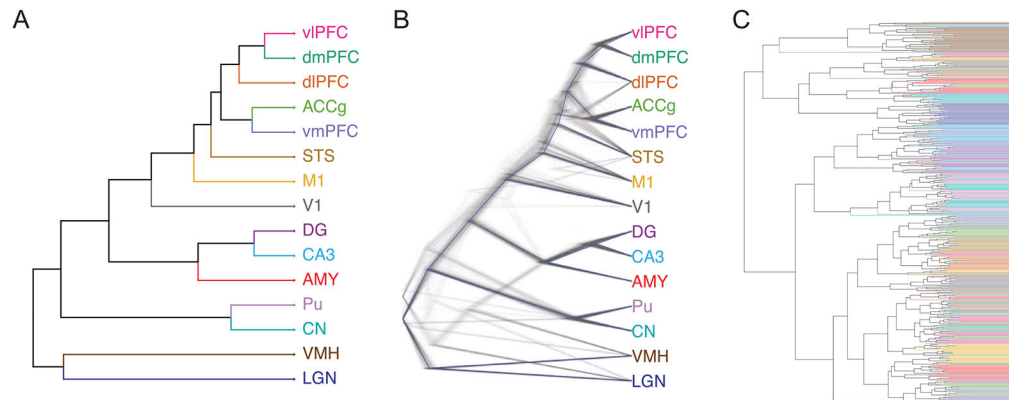 A
B
C
vlPFC
dmPFC
dlPFC
ACCg
vmPFC
STS
M1
V1
DG
CA3
AMY
Pu
CN
VMH
LGN
vlPFC
dmPFC
dlPFC
ACCg
vmPFC
STS
M1
V1
DG
CA3
AMY
Pu
CN
VMH
LGN